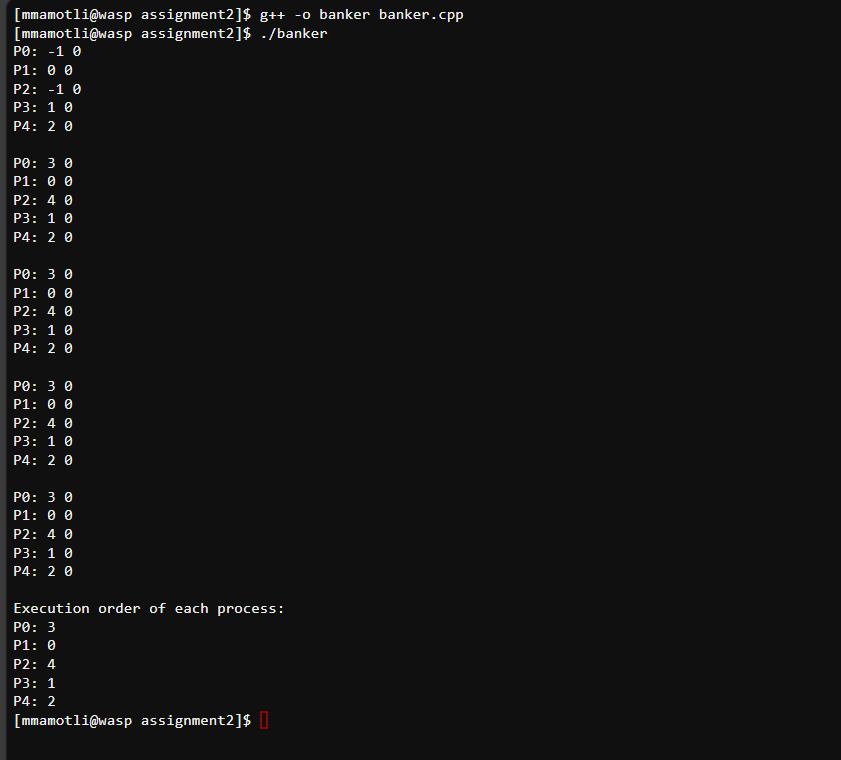 [mmamotli@wasp assignment2]$ g++ -o banker banker.cpp
[mmamotli@wasp assignment2]$ ./banker
P0: -1 0
P1: 0 0
P2: -1 0
P3: 1 0
P4: 2 0

P0: 3 0
P1: 0 0
P2: 4 0
P3: 1 0
P4: 2 0

P0: 3 0
P1: 0 0
P2: 4 0
P3: 1 0
P4: 2 0

P0: 3 0
P1: 0 0
P2: 4 0
P3: 1 0
P4: 2 0

P0: 3 0
P1: 0 0
P2: 4 0
P3: 1 0
P4: 2 0

Execution order of each process:
P0: 3
P1: 0
P2: 4
P3: 1
P4: 2
[mmamotli@wasp assignment2]$